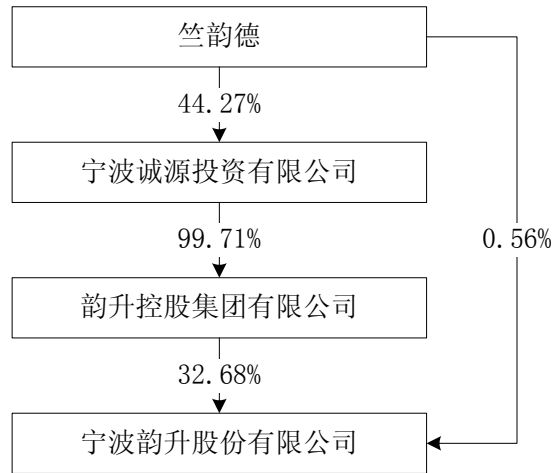 竺韵德
44.27%
宁波诚源投资有限公司
99.71%
0.56%
韵升控股集团有限公司
32.68%
宁波韵升股份有限公司